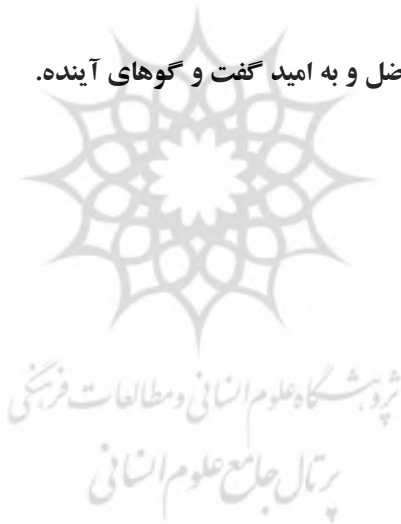 ضل و به امید گفت و گوهای آینده.
پژوهشگاه علوم انسانی و مطالعات فرهنگی
پرتال جامع علوم انسانی